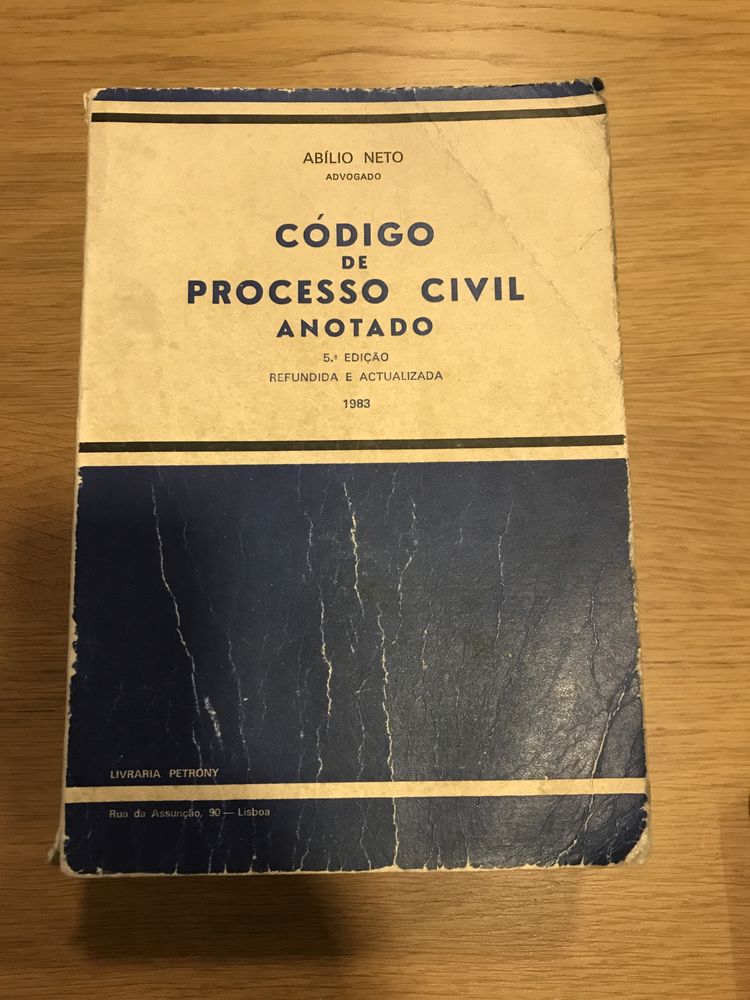 ABÍLIO NETO
ADVOGADO
CÓDIGO
DE
PROCESSO CIVIL
ANOTADO
5.ª EDIÇÃO
REFUNDIDA E ACTUALIZADA
1983
LIVRARIA PETRONY
Rua da Assunção, 90 — Lisboa